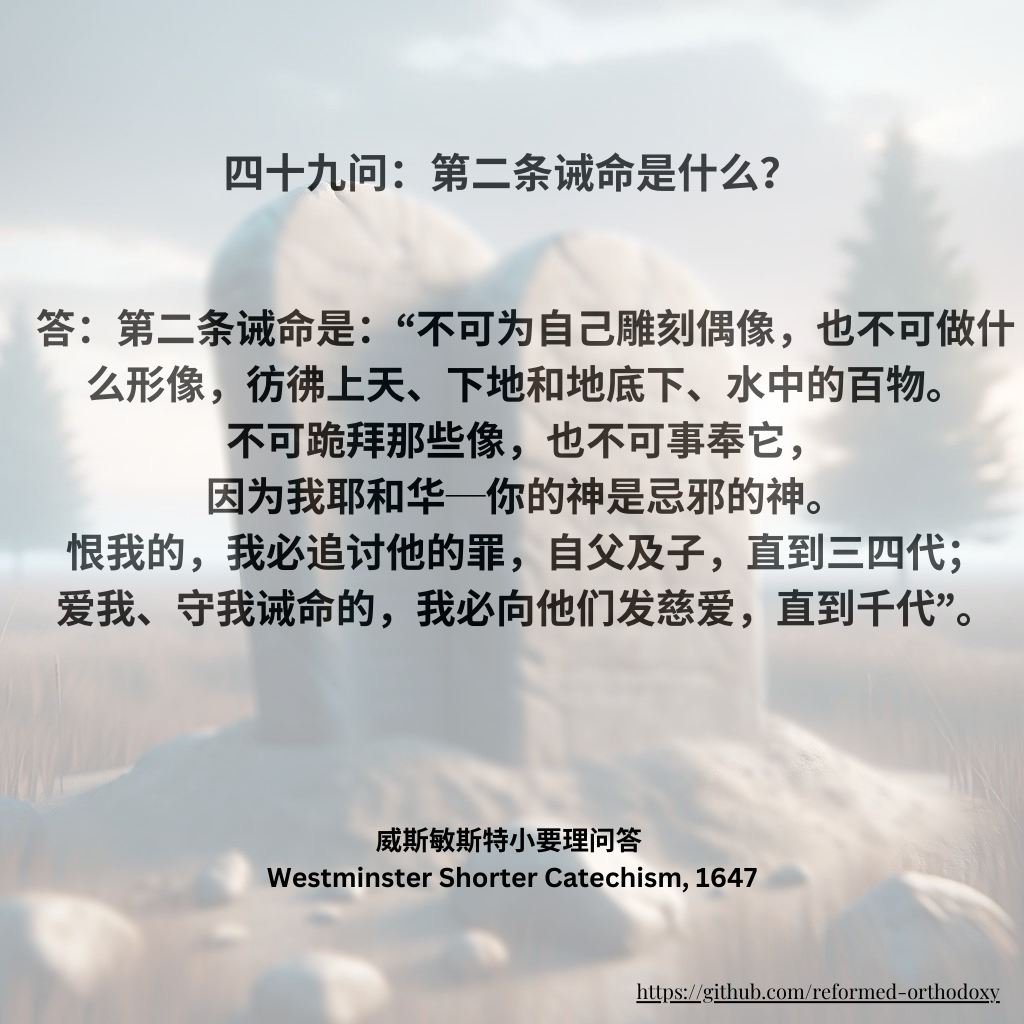 四十九问：第二条诫命是什么？
答：第二条诫命是：“不可为自己雕刻偶像，也不可做什
么形像，彷彿上天、下地和地底下、水中的百物。
不可跪拜那些像，也不可事奉它，
因为我耶和华─你的神是忌邪的神。
恨我的，我必追讨他的罪，自父及子，直到三四代；
爱我、守我诫命的，我必向他们发慈爱，直到千代”。
威斯敏斯特小要理问答
Westminster Shorter Catechism, 1647
https://github.com/reformed-orthodoxy